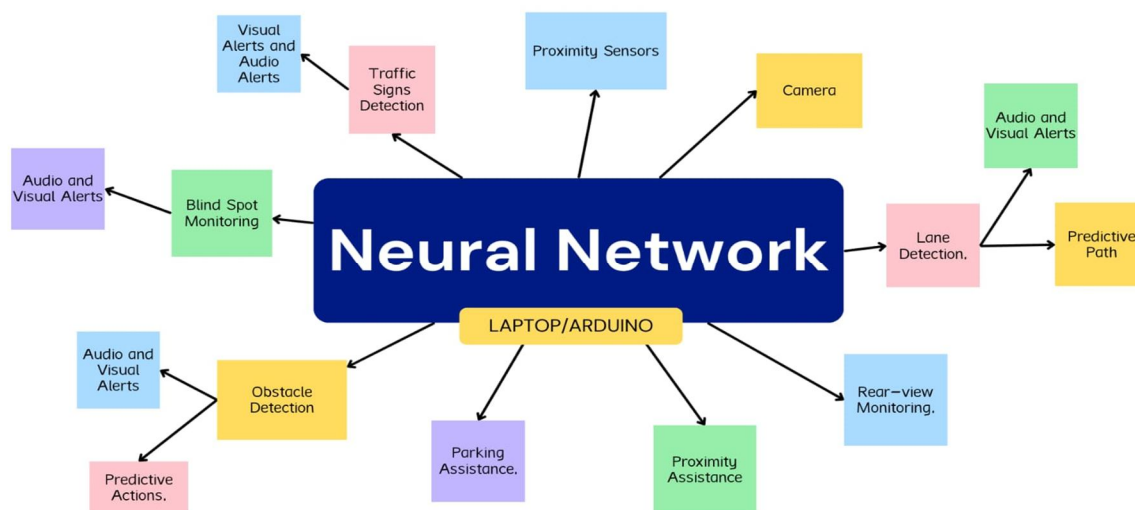 Visual
Alerts and
Audio
Alerts
Traffic
Signs
Detection
Proximity Sensors
Camera
Audio and
Visual Alerts
Audio and
Visual Alerts
Blind Spot
Monitoring
Neural Network
LAPTOP/ARDUINO
Lane
Detection.
Predictive
Path
Audio and
Visual
Alerts
Obstacle
Detection
Predictive
Actions.
Parking
Assistance.
Proximity
Assistance
Rear-view
Monitoring.